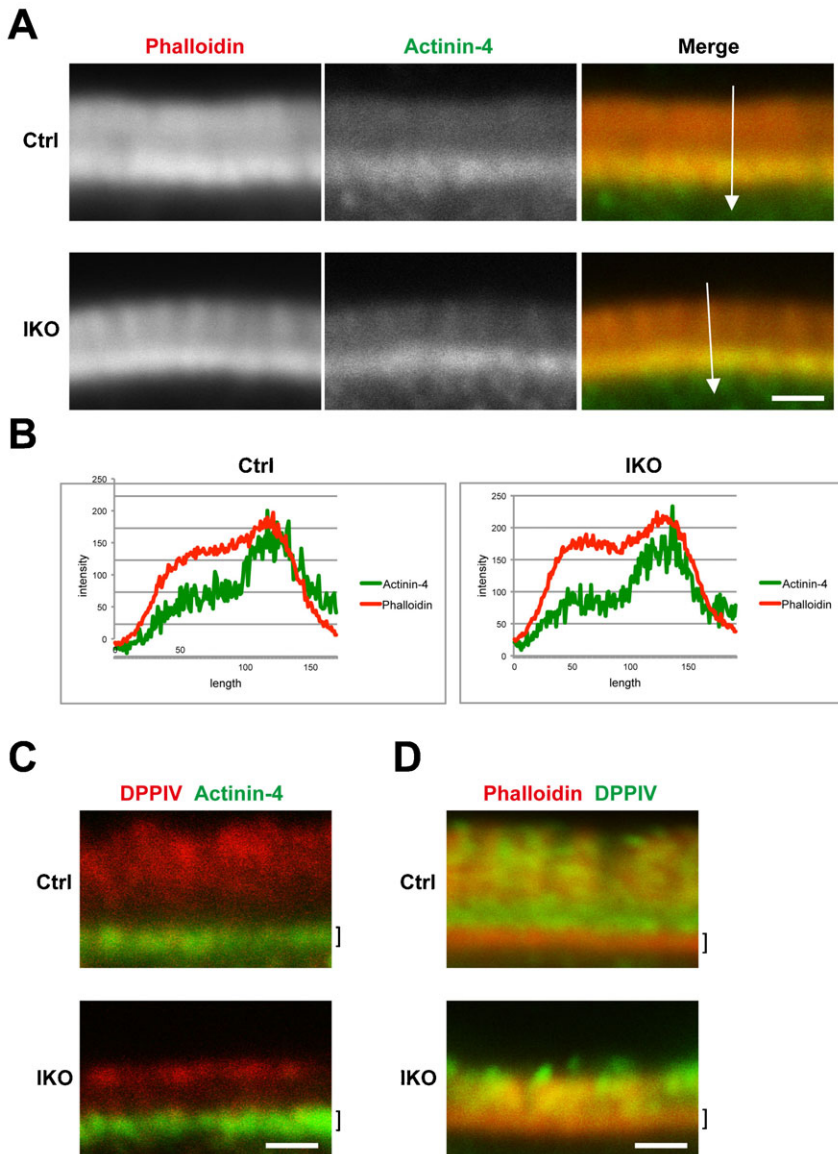 A
Phalloidin Actinin-4 Merge
Ctrl
IKO
B
Ctrl
250
200
150
100
50
0
intensity
0 50 100 150
length
Actinin-4
Phalloidin
IKO
250
200
150
100
50
0
intensity
0 50 100 150
length
Actinin-4
Phalloidin
C
DPPIV Actinin-4
Ctrl
]
IKO
]
D
Phalloidin DPPIV
Ctrl
]
IKO
]